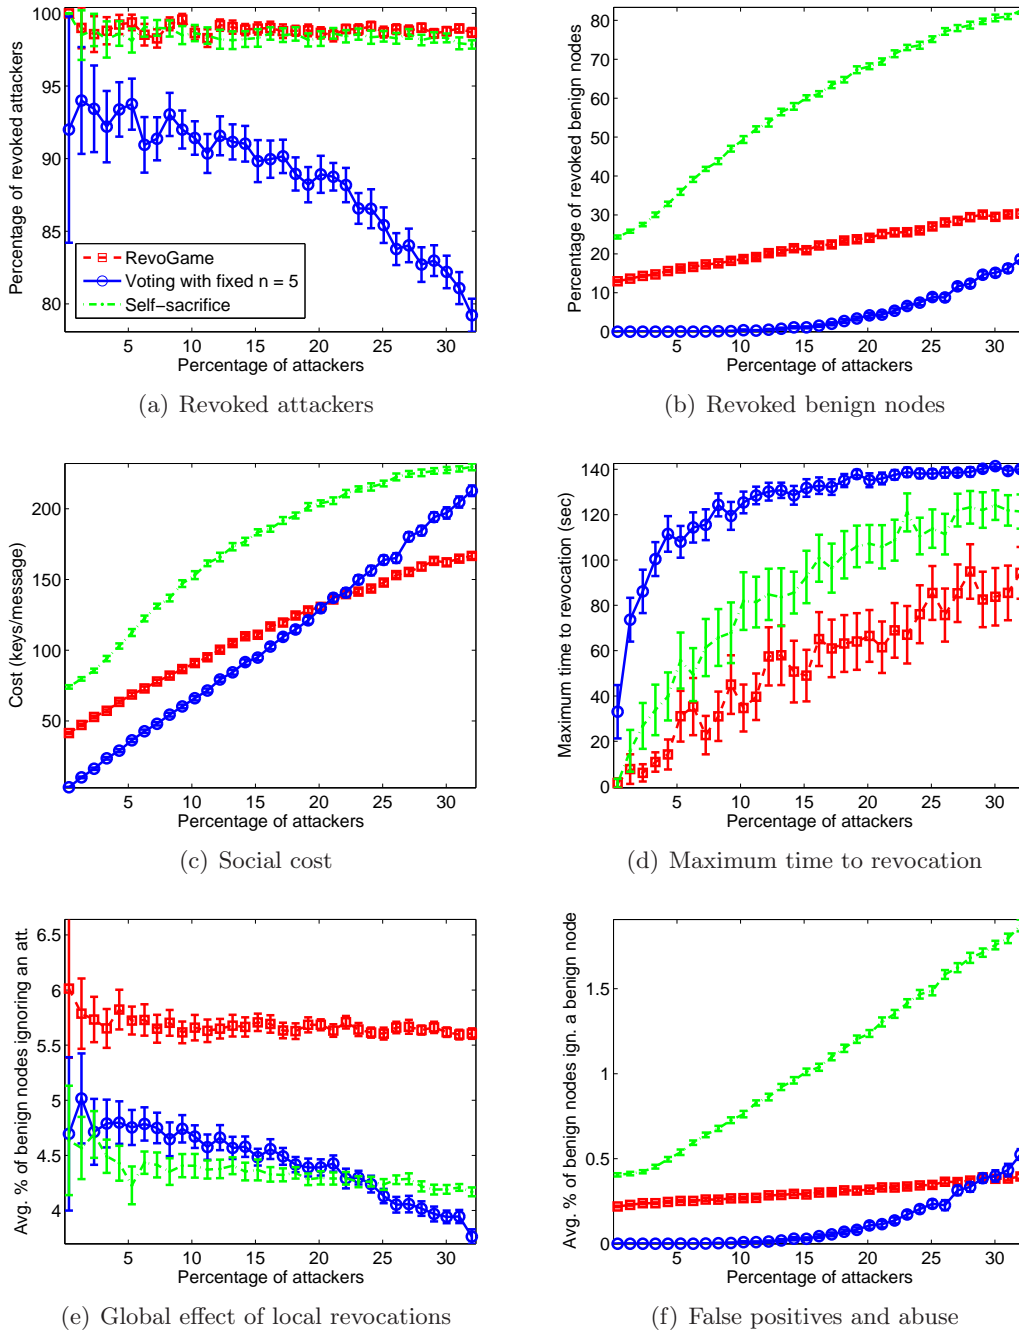 100
95
90
85
80
Percentage of revoked attackers
RevoGame
Voting with fixed n = 5
Self-sacrifice
5 10 15 20 25 30
Percentage of attackers
(a) Revoked attackers
80
70
60
50
40
30
20
10
0
Percentage of revoked benign nodes
5 10 15 20 25 30
Percentage of attackers
(b) Revoked benign nodes
200
150
100
50
Cost (keys/message)
5 10 15 20 25 30
Percentage of attackers
(c) Social cost
140
120
100
80
60
40
20
0
Maximum time to revocation (sec)
5 10 15 20 25 30
Percentage of attackers
(d) Maximum time to revocation
6.5
6
5.5
5
4.5
4
Avg. % of benign nodes ignoring an att.
5 10 15 20 25 30
Percentage of attackers
(e) Global effect of local revocations
1.5
1
0.5
0
Avg. % of benign nodes ign. a benign node
5 10 15 20 25 30
Percentage of attackers
(f) False positives and abuse